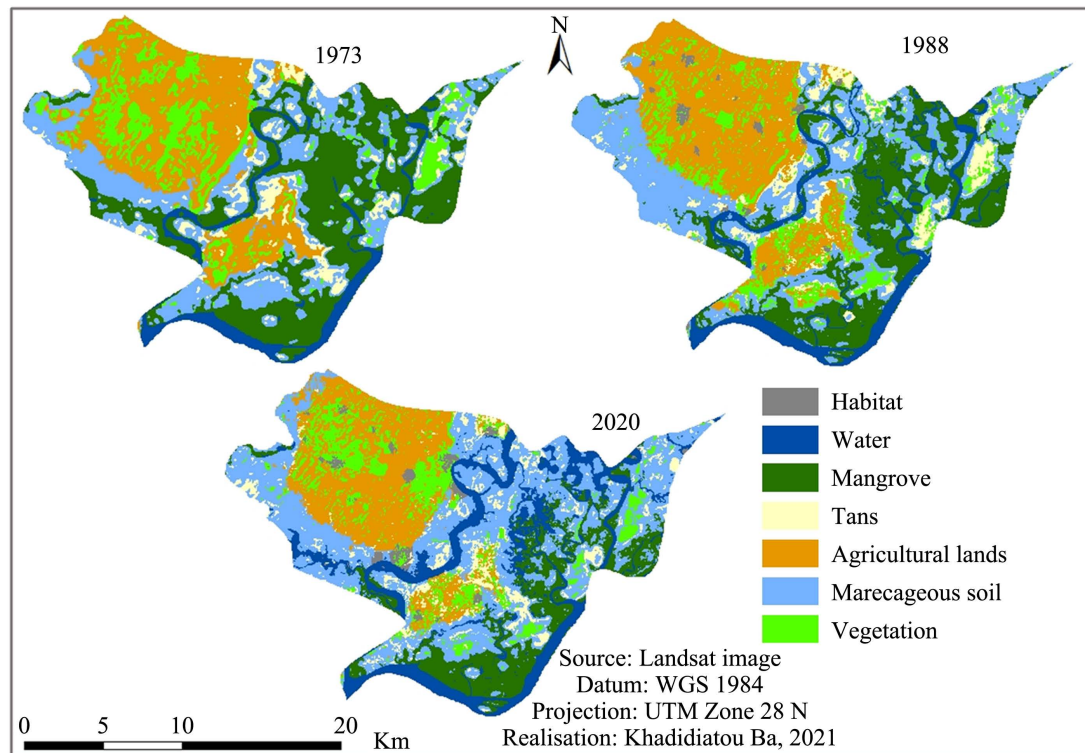 1973
N
1988
2020
Habitat
Water
Mangrove
Tans
Agricultural lands
Marecageous soil
Vegetation
Source: Landsat image
Datum: WGS 1984
Projection: UTM Zone 28 N
Realisation: Khadidiatou Ba, 2021
0 5 10 20
Km